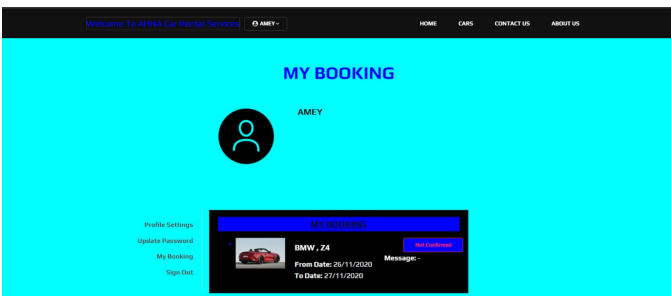 Welcome To AHHA Car Rental Services
AMEY
HOME CARS CONTACT US ABOUT US
MY BOOKING
AMEY
Profile Settings
Update Password
My Booking
Sign Out
MY BOOKING
BMW , Z4
Not Confirmed
From Date: 26/11/2020
Message: -
To Date: 27/11/2020